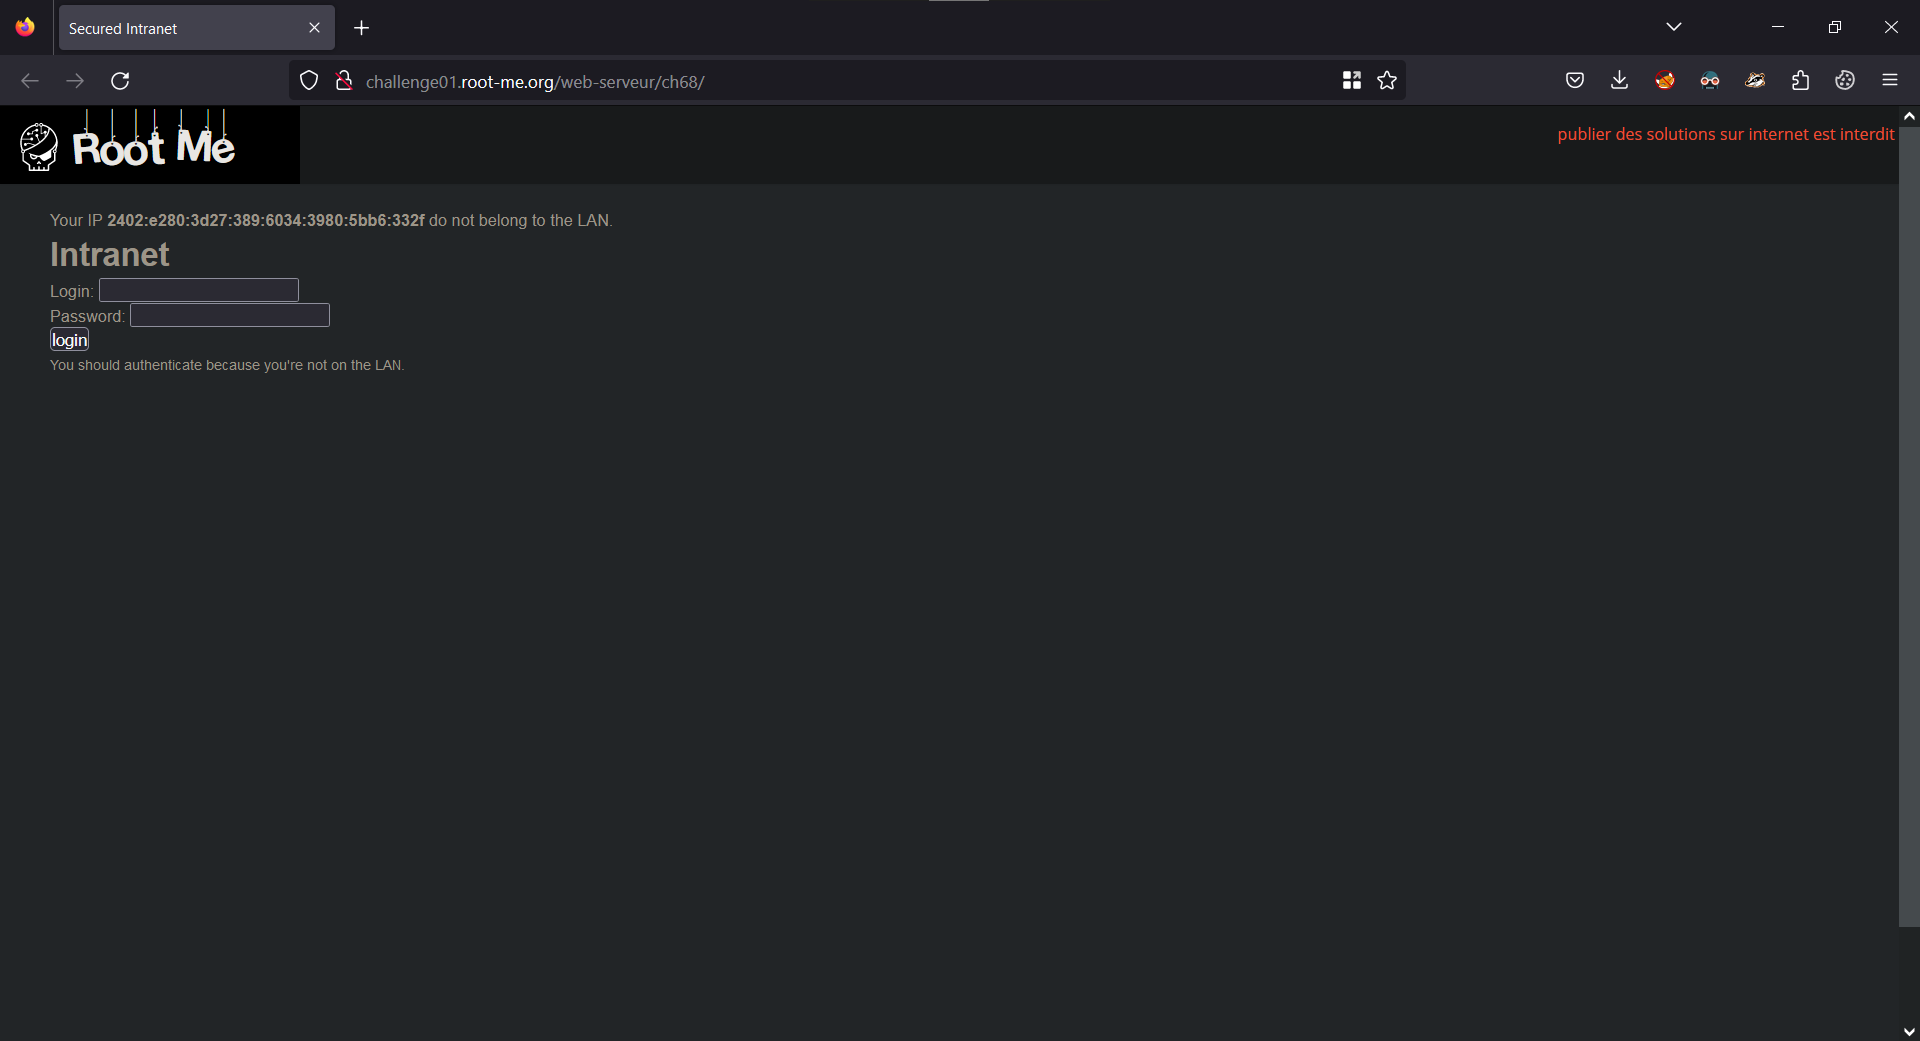 Secured Intranet
challenge01.root-me.org/web-serveur/ch68/
Root Me
publier des solutions sur internet est interdit
Your IP 2402:e280:3d27:389:6034:3980:5bb6:332f do not belong to the LAN.
Intranet
Login:
Password:
login
You should authenticate because you're not on the LAN.